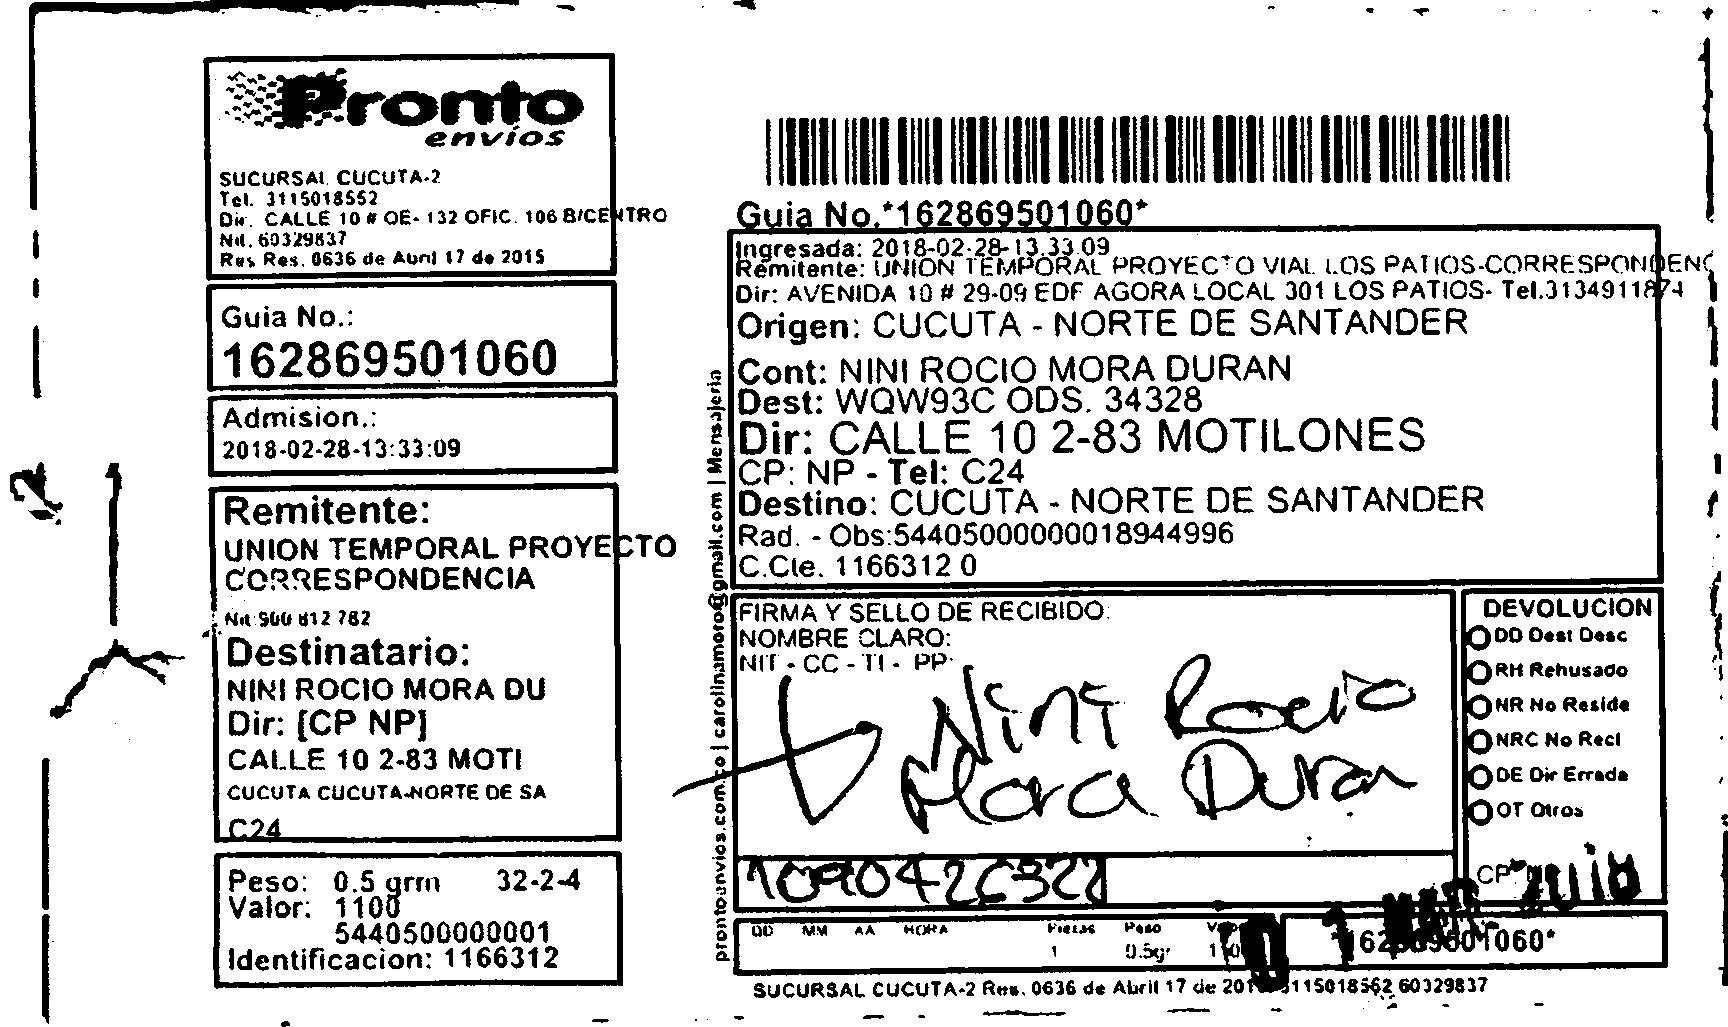 Pronto
envíos
SUCURSAL CUCUTA-2
Tel. 3115018552
Dir. CALLE 10 # OE- 132 OFIC. 106 B/CENTRO
Nit. 60329837
Res Res. 0636 de Abril 17 de 2015
Guia No.:
162869501060
Admision.:
2018-02-28-13:33:09
Remitente:
UNION TEMPORAL PROYECTO
CORRESPONDENCIA
Nit 900 812 782
Destinatario:
NINI ROCIO MORA DU
Dir: [CP NP]
CALLE 10 2-83 MOTI
CUCUTA CUCUTA-NORTE DE SA
C24
Peso: 0.5 grm 32-2-4
Valor: 1100
5440500000001
Identificacion: 1166312
prontoenvios.com.co | carolinamoro@gmail.com | Mensajeria
Guia No.*162869501060*
Ingresada: 2018-02-28-13.33.09
Remitente: UNION TEMPORAL PROYECTO VIAL LOS PATIOS-CORRESPONDENC
Dir: AVENIDA 10 # 29-09 EDF AGORA LOCAL 301 LOS PATIOS- Tel.3134911874
Origen: CUCUTA - NORTE DE SANTANDER
Cont: NINI ROCIO MORA DURAN
Dest: WQW93C ODS. 34328
Dir: CALLE 10 2-83 MOTILONES
CP: NP - Tel: C24
Destino: CUCUTA - NORTE DE SANTANDER
Rad. - Obs:54405000000018944996
C.Cte. 1166312 0
FIRMA Y SELLO DE RECIBIDO:
NOMBRE CLARO:
NIT - CC - TI - PP:
Nini Rocio
Mora Duran
1090426328
DEVOLUCION
DD Dest Desc
RH Rehusado
NR No Reside
NRC No Recl
DE Dir Errada
OT Otros
CP:
DD MM AA HORA Piezas Peso
1 0.5gr
*162869501060*
SUCURSAL CUCUTA-2 Res. 0636 de Abril 17 de 3115018552 60329837